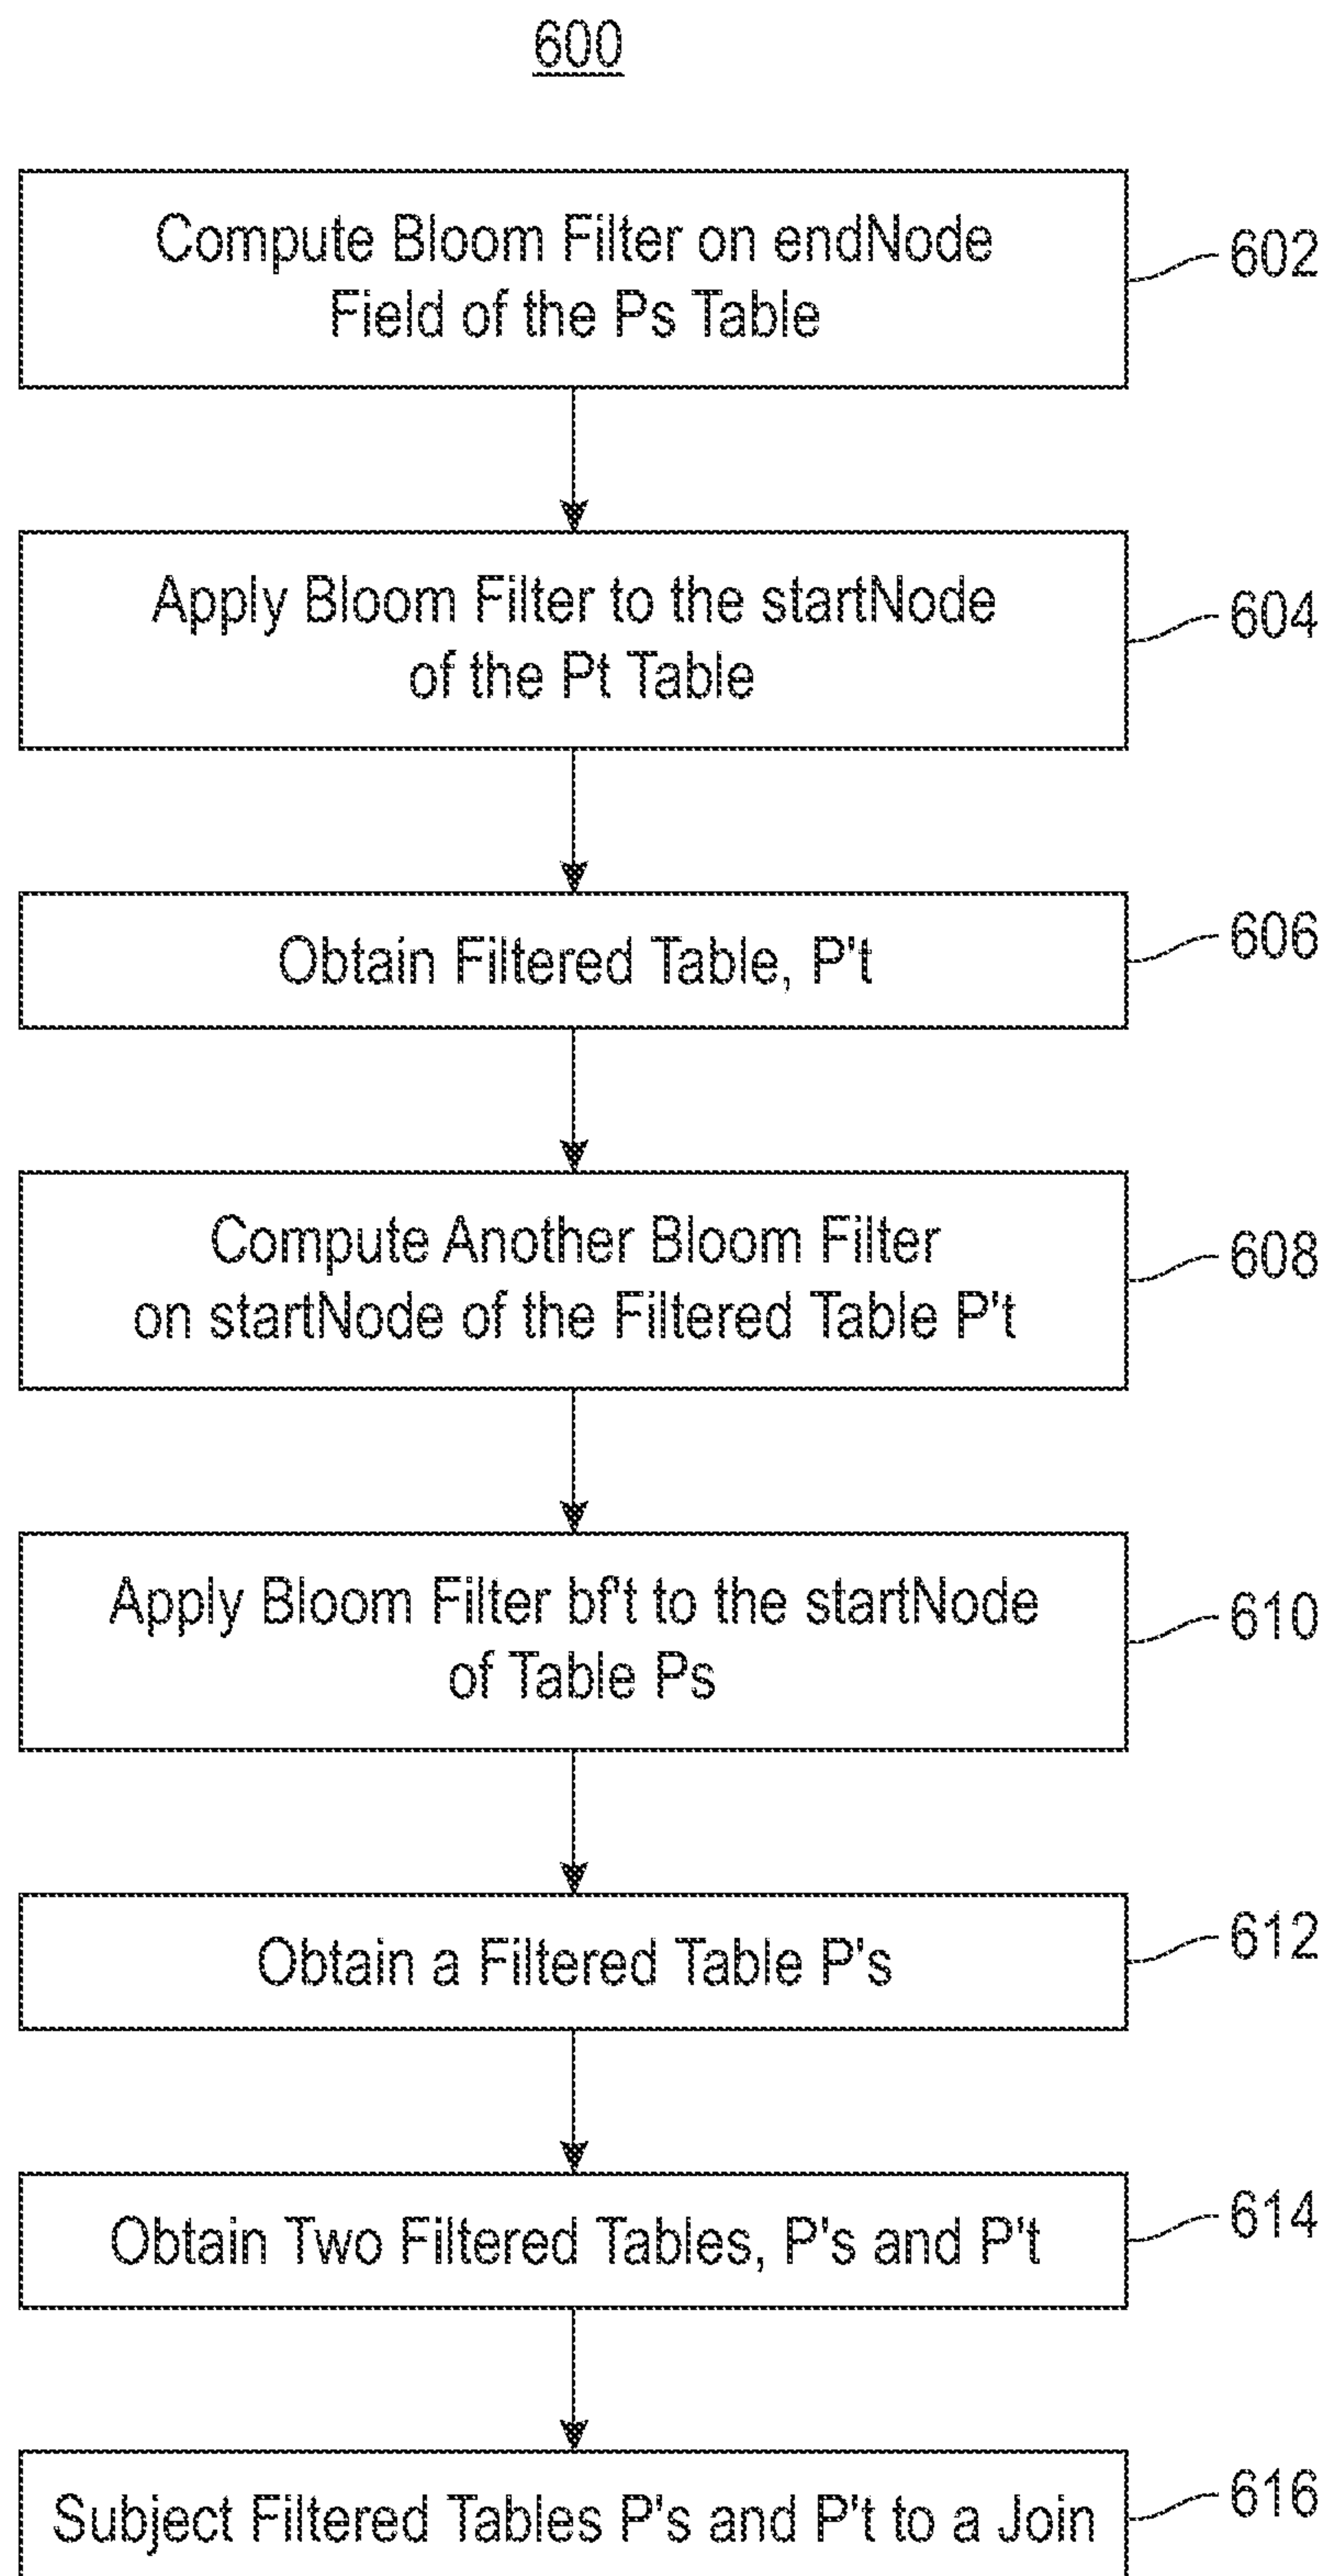 600
Compute Bloom Filter on endNode
Field of the Ps Table
602
Apply Bloom Filter to the startNode
of the Pt Table
604
Obtain Filtered Table, P't
606
Compute Another Bloom Filter
on startNode of the Filtered Table P't
608
Apply Bloom Filter bf't to the startNode
of Table Ps
610
Obtain a Filtered Table P's
612
Obtain Two Filtered Tables, P's and P't
614
Subject Filtered Tables P's and P't to a Join
616